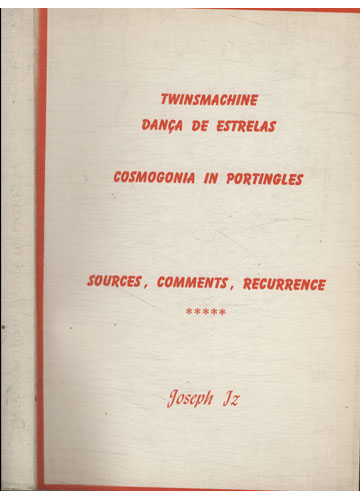 TWINSMACHINE
DANÇA DE ESTRELAS
COSMOGONIA IN PORTINGLES
SOURCES, COMMENTS, RECURRENCE
*****
Joseph Iz